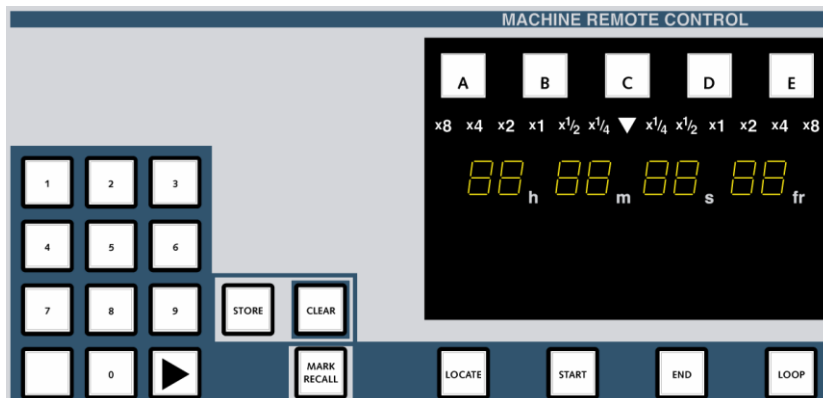 MACHINE REMOTE CONTROL
A B C D E
x8 x4 x2 x1 x½ x¼ ▼ x¼ x½ x1 x2 x4 x8
88 h 88 m 88 s 88 fr
1 2 3
4 5 6
7 8 9
STORE CLEAR
0
MARK
RECALL
LOCATE START END LOOP